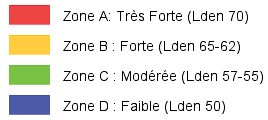 Zone A: Très Forte (Lden 70)
Zone B : Forte (Lden 65-62)
Zone C : Modérée (Lden 57-55)
Zone D : Faible (Lden 50)